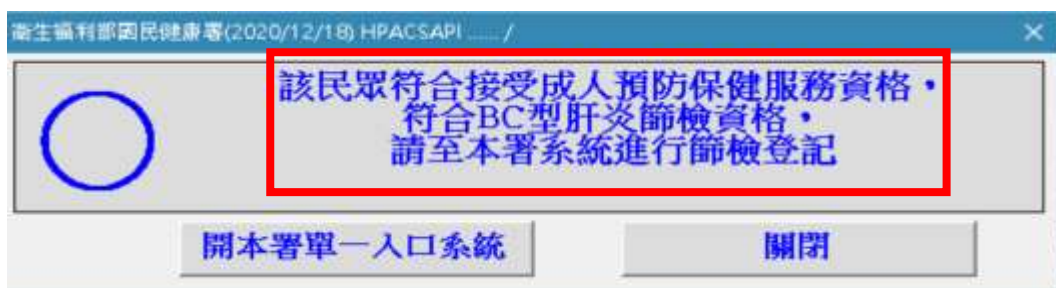 衛生福利部國民健康署(2020/12/18) HPACSAPI ...... /
該民眾符合接受成人預防保健服務資格，
符合BC型肝炎篩檢資格，
請至本署系統進行篩檢登記
開本署單一入口系統
關閉